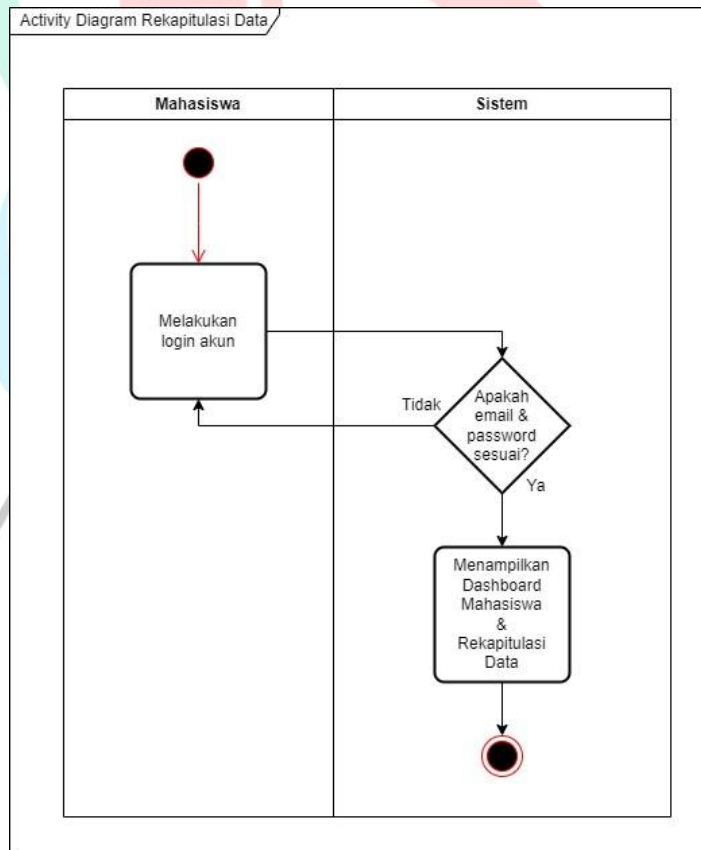 Activity Diagram Rekapitulasi Data
Mahasiswa
Sistem
Melakukan
login akun
Tidak
Apakah
email &
password
sesuai?
Ya
Menampilkan
Dashboard
Mahasiswa
&
Rekapitulasi
Data